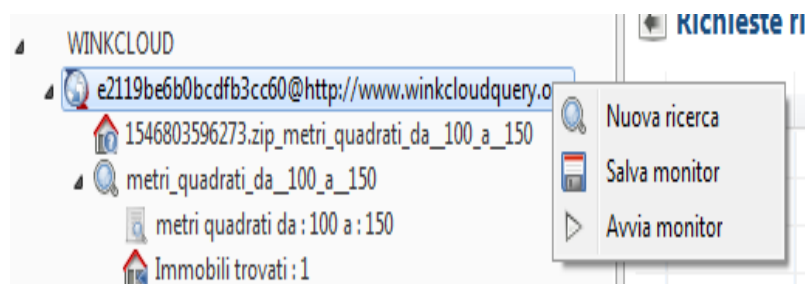 WINKCLOUD
Richieste ri
e2119be6b0bcdfb3cc60@http://www.winkcloudquery.o
1546803596273.zip_metri_quadrati_da__100_a__150
metri_quadrati_da__100_a__150
metri quadrati da : 100 a : 150
Immobili trovati : 1
Nuova ricerca
Salva monitor
Avvia monitor